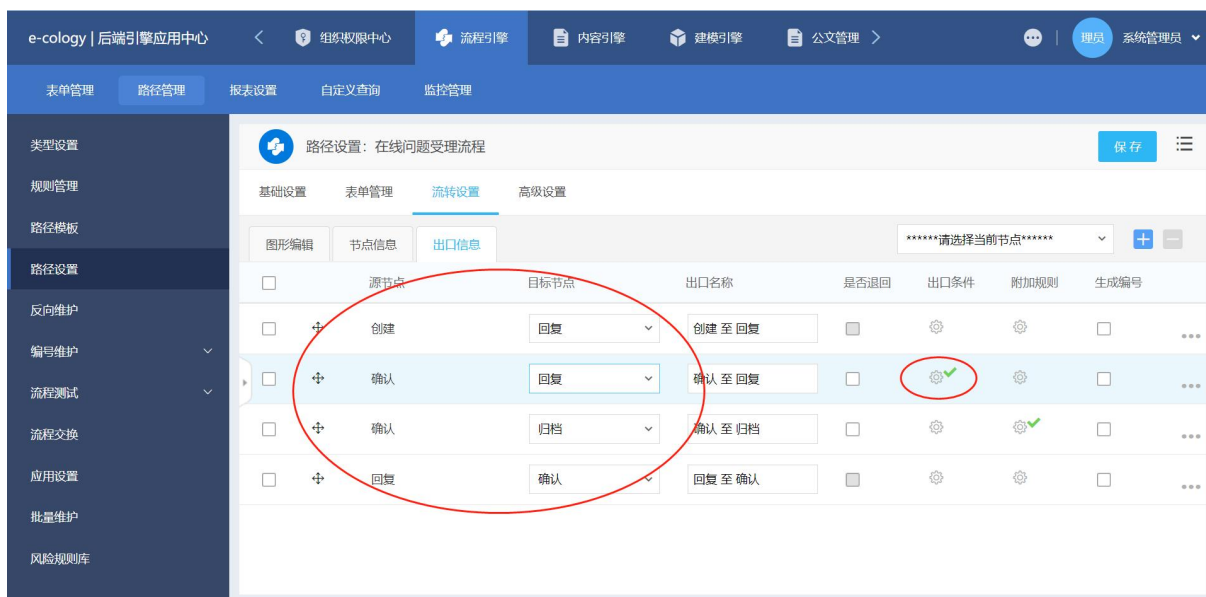 e-cology | 后端引擎应用中心 组织权限中心 流程引擎 内容引擎 建模引擎 公文管理 理员 系统管理员
表单管理 路径管理 报表设置 自定义查询 监控管理
类型设置
规则管理
路径模板
路径设置
反向维护
编号维护
流程测试
流程交换
应用设置
批量维护
风险规则库
路径设置：在线问题受理流程 保存
基础设置 表单管理 流转设置 高级设置
图形编辑 节点信息 出口信息 ******请选择当前节点******
源节点 目标节点 出口名称 是否退回 出口条件 附加规则 生成编号
创建 回复 创建 至 回复
确认 回复 确认 至 回复
确认 归档 确认 至 归档
回复 确认 回复 至 确认